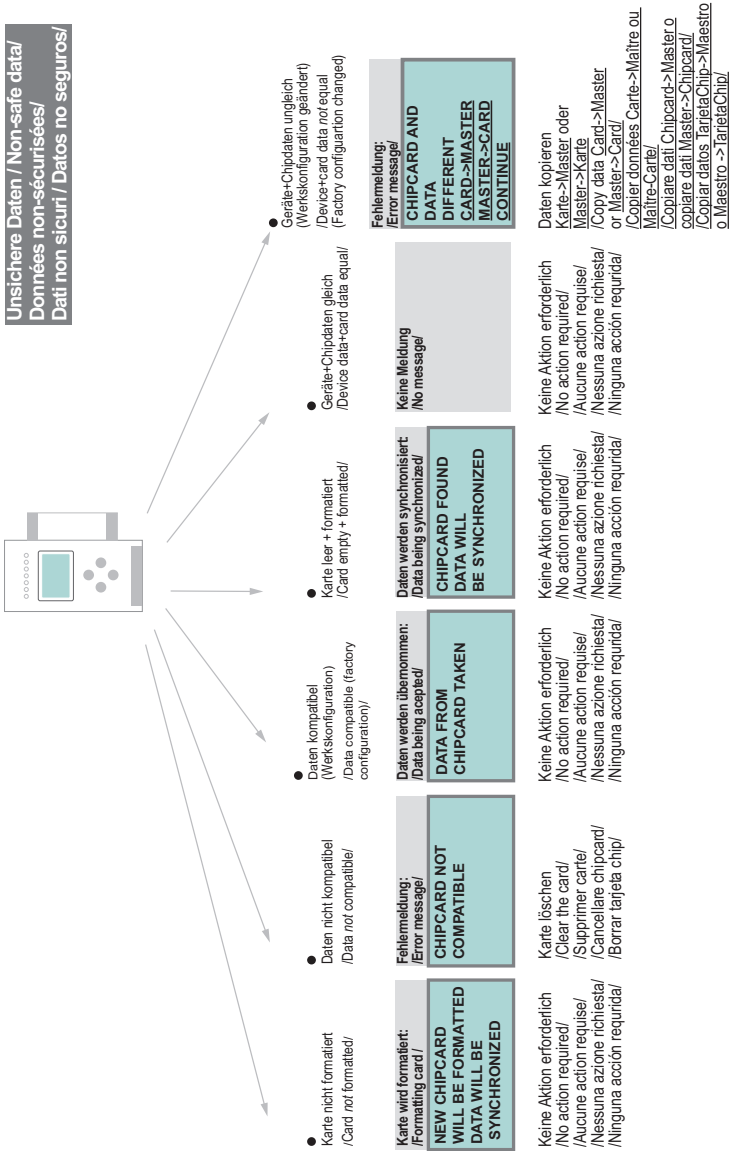 Unsichere Daten / Non-safe data/
Données non-sécurisées/
Dati non sicuri / Datos no seguros/
Karte nicht formatiert
/Card not formatted/
Karte wird formatiert:
/Formatting card /
NEW CHIPCARD
WILL BE FORMATTED
DATA WILL BE
SYNCHRONIZED
Keine Aktion erforderlich
/No action required/
/Aucune action requise/
/Nessuna azione richiesta/
/Ninguna acción requrida/
Daten nicht kompatibel
/Data not compatible/
Fehlermeldung:
/Error message/
CHIPCARD NOT
COMPATIBLE
Karte löschen
/Clear the card/
/Supprimer carte/
/Cancellare chipcard/
/Borrar tarjeta chip/
Daten kompatibel
(Werkskonfiguration)
/Data compatible (factory
configuration)/
Daten werden übernommen:
/Data being acepted/
DATA FROM
CHIPCARD TAKEN
Keine Aktion erforderlich
/No action required/
/Aucune action requise/
/Nessuna azione richiesta/
/Ninguna acción requrida/
Karte leer + formatiert
/Card empty + formatted/
Daten werden synchronisiert:
/Data being synchronized/
CHIPCARD FOUND
DATA WILL
BE SYNCHRONIZED
Keine Aktion erforderlich
/No action required/
/Aucune action requise/
/Nessuna azione richiesta/
/Ninguna acción requrida/
Geräte+Chipdaten gleich
/Device data+card data equal/
Keine Meldung
/No message/
Keine Aktion erforderlich
/No action required/
/Aucune action requise/
/Nessuna azione richiesta/
/Ninguna acción requrida/
Geräte+Chipdaten ungleich
(Werkskonfiguration geändert)
/Device+card data not equal
(Factory configuartion changed)
Fehlermeldung:
/Error message/
CHIPCARD AND
DATA
DIFFERENT
CARD->MASTER
MASTER->CARD
CONTINUE
Daten kopieren
Karte->Master oder
Master->Karte
/Copy data Card->Master
or Master->Card/
/Copier données Carte->Maître ou
Maître-Carte/
/Copiare dati Chipcard->Master o
copiare dati Master->Chipcard/
/Copiar datos TarjetaChip->Maestro
o Maestro ->TarjetaChip/